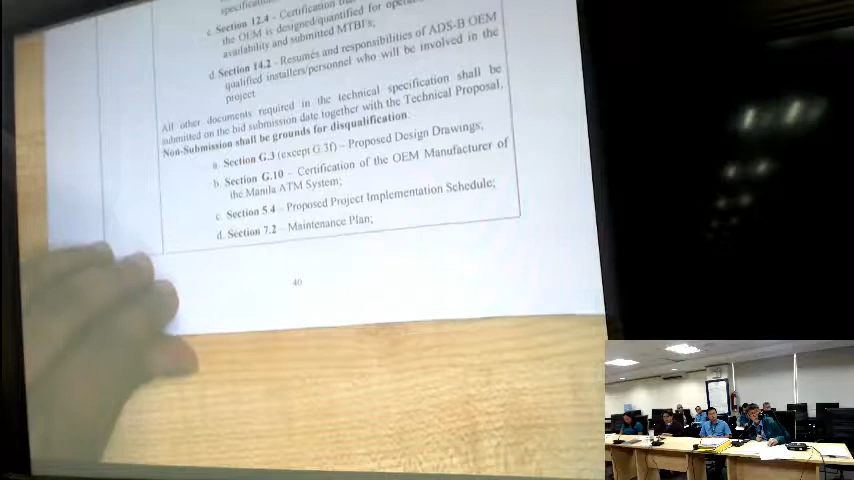 c. Section 12.4 – Certification that
the OEM is designed/quantified for
availability and submitted MTBFs;
d. Section 14.2 - Resumes and responsibilities of ADS-B OEM
qualified installers/personnel who will be involved in the
project
All other documents required in the technical specification shall be
submitted on the bid submission date together with the Technical Proposal,
Non-Submission shall be grounds for disqualification.
a. Section G.3 (except G.3f) – Proposed Design Drawings;
b. Section G.10 – Certification of the OEM Manufacturer of
the Manila ATM System;
c. Section 5.4 – Proposed Project Implementation Schedule;
d. Section 7.2 – Maintenance Plan;
40